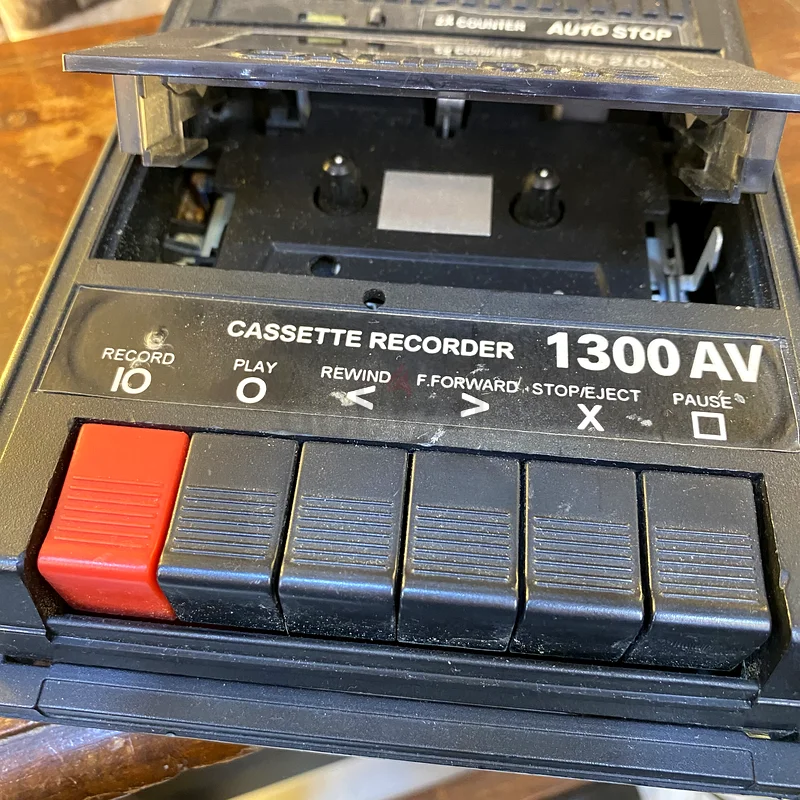 COUNTER AUTO STOP
CASSETTE RECORDER 1300 AV
RECORD PLAY REWIND F.FORWARD STOP/EJECT PAUSE
IO O < > X □